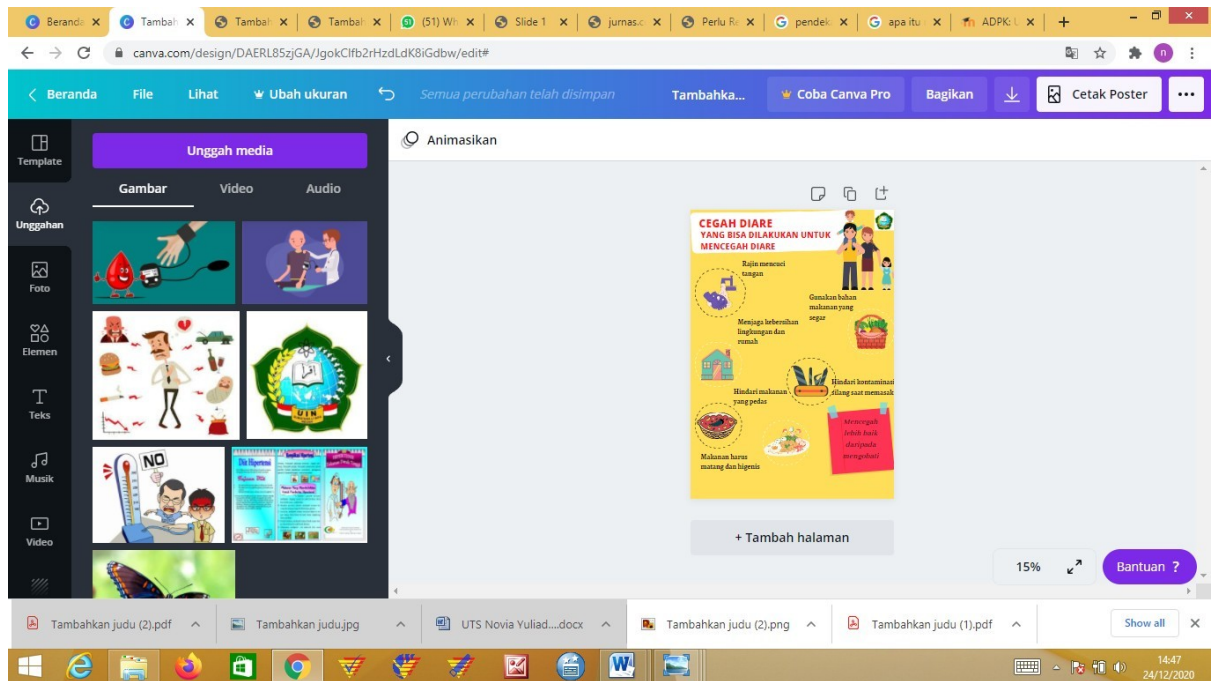 Beranda
Tambah
Tambah
Tambah
(51) Wh
Slide 1
jurnas.c
Perlu Re
pendek
apa itu
ADPK: L
canva.com/design/DAERL85zjGA/JgokClfb2rHzdLdK8iGdbw/edit#
n
Beranda
File
Lihat
Ubah ukuran
Semua perubahan telah disimpan
Tambahka...
Coba Canva Pro
Bagikan
Cetak Poster
Template
Unggahan
Foto
Elemen
Teks
Musik
Video
Unggah media
Gambar Video Audio
UIN
NO
Animasikan
CEGAH DIARE
YANG BISA DILAKUKAN UNTUK
MENCEGAH DIARE
Rajin mencuci
tangan
Gunakan bahan
makanan yang
segar
Menjaga kebersihan
lingkungan dan
rumah
Hindari kontaminasi
silang saat memasak
Hindari makanan
yang pedas
Mencegah
lebih baik
daripada
mengobati
Makanan harus
matang dan higenis
+ Tambah halaman
15%
Bantuan ?
Tambahkan judu (2).pdf
Tambahkan judu.jpg
UTS Novia Yuliad....docx
Tambahkan judu (2).png
Tambahkan judu (1).pdf
Show all
14:47
24/12/2020